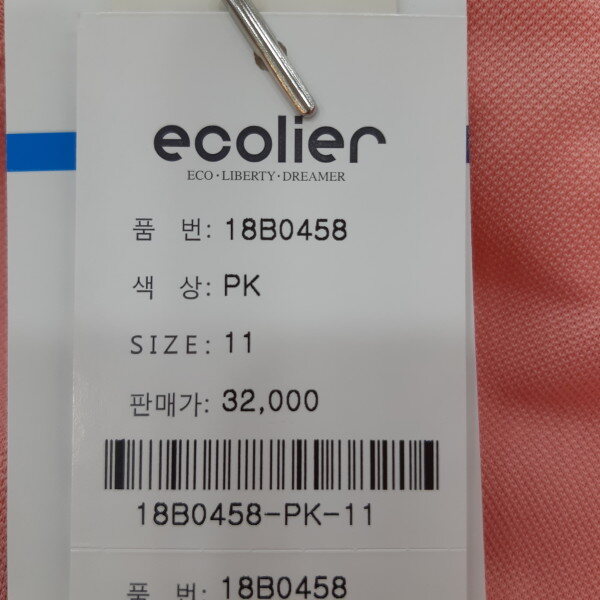 ecolier
ECO·LIBERTY·DREAMER
품 번: 18B0458
색 상: PK
SIZE: 11
판매가: 32,000
18B0458-PK-11
품 번: 18B0458